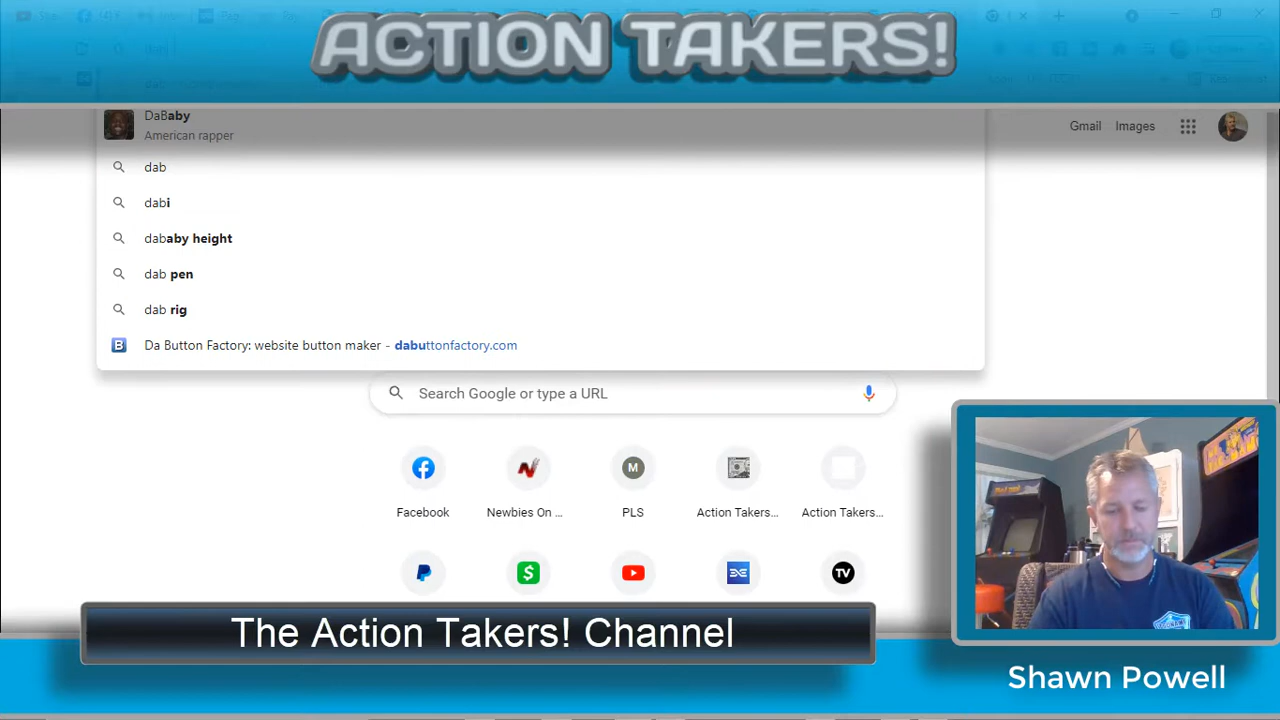 ACTION TAKERS!
DaBaby
American rapper
Gmail Images
dab
dabi
dababy height
dab pen
dab rig
Da Button Factory: website button maker - dabuttonfactory.com
Search Google or type a URL
Facebook
Newbies On ...
M
PLS
Action Takers...
Action Takers...
TV
The Action Takers! Channel
Shawn Powell